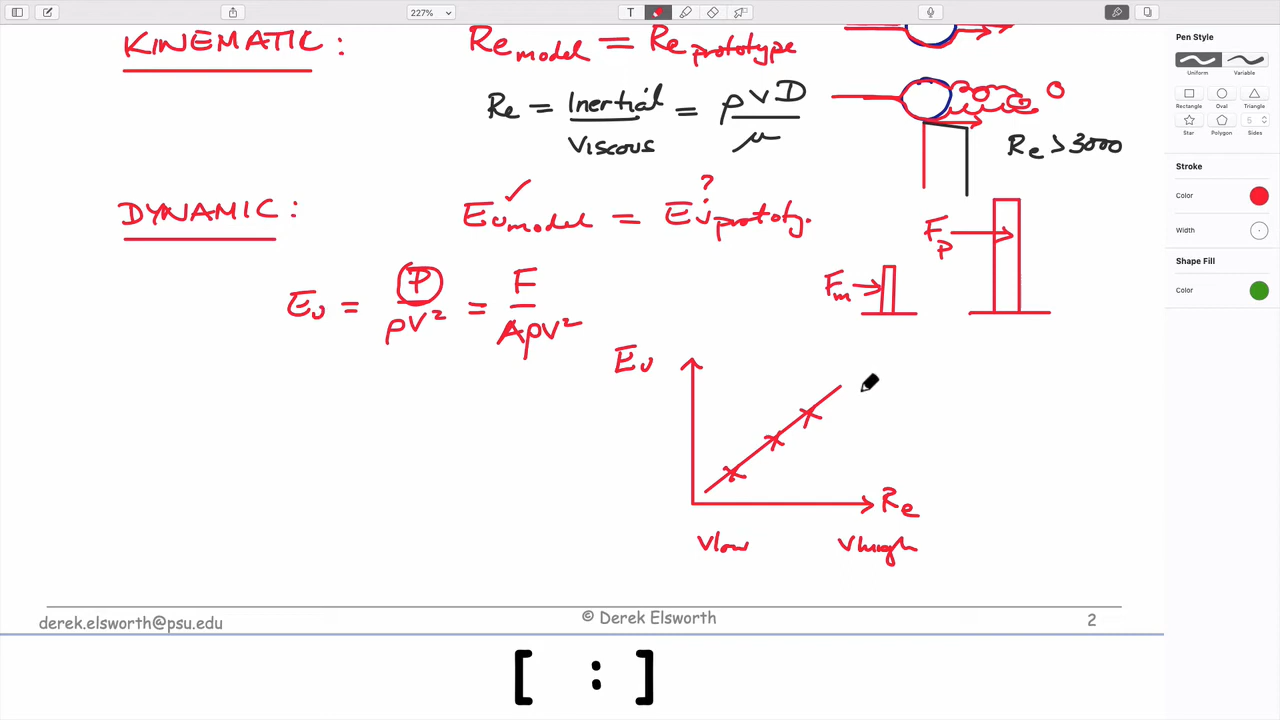 227%
T
KINEMATIC :
Re model = Re prototype
Re = Inertial / Viscous = ρVD / μ
Re > 3000
DYNAMIC :
✓ ?
Eu model = Eu prototy.
Fp
Fm
Eu = P / ρV² = F / AρV²
Eu
Re
Vlow Vhigh
derek.elsworth@psu.edu
© Derek Elsworth
2
[ : ]
Pen Style
Uniform Variable
Rectangle Oval Triangle
Star Polygon 5 Sides
Stroke
Color
Width
Shape Fill
Color